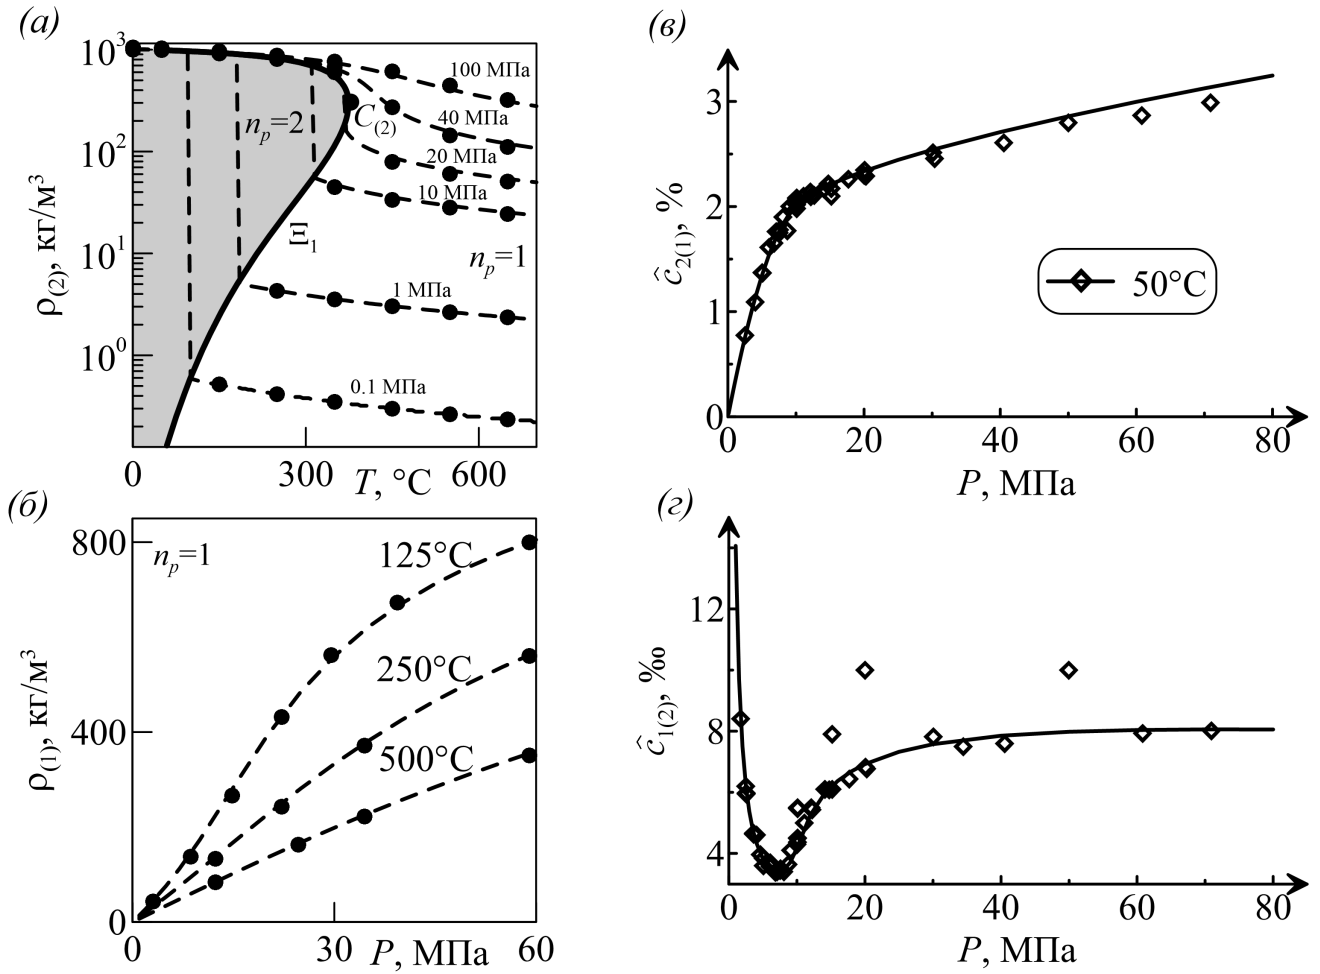 (а)
10³
10²
10¹
10⁰
ρ₍₂₎, кг/м³
nₚ=2
C₍₂₎
Ξ₁
nₚ=1
100 МПа
40 МПа
20 МПа
10 МПа
1 МПа
0.1 МПа
0 300 600
T, °C
(б)
800
400
0
ρ₍₁₎, кг/м³
nₚ=1
125°C
250°C
500°C
0 30 60
P, МПа
(в)
3
2
1
0
ĉ₂₍₁₎, %
50°C
0 20 40 60 80
P, МПа
(г)
12
8
4
ĉ₁₍₂₎, ‰
0 20 40 60 80
P, МПа